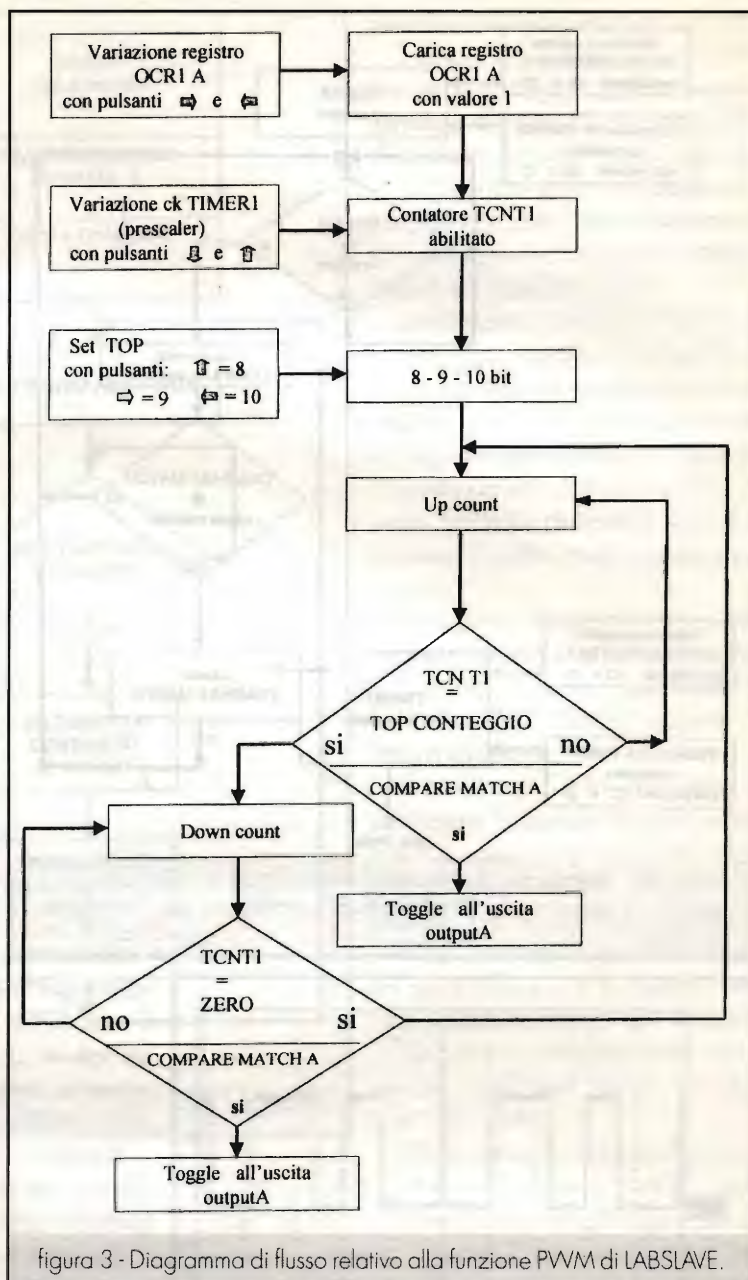 Variazione registro
OCR1 A
con pulsanti ⇨ e ⇦
Carica registro
OCR1 A
con valore 1
Variazione ck TIMER1
(prescaler)
con pulsanti ⇩ e ⇧
Contatore TCNT1
abilitato
Set TOP
con pulsanti: ⇧ = 8
⇨ = 9 ⇦ = 10
8 - 9 - 10 bit
Up count
TCN T1
=
TOP CONTEGGIO
si no
COMPARE MATCH A
si
Down count
Toggle all'uscita
outputA
TCNT1
=
ZERO
no si
COMPARE MATCH A
si
Toggle all'uscita
outputA
figura 3 - Diagramma di flusso relativo alla funzione PWM di LABSLAVE.